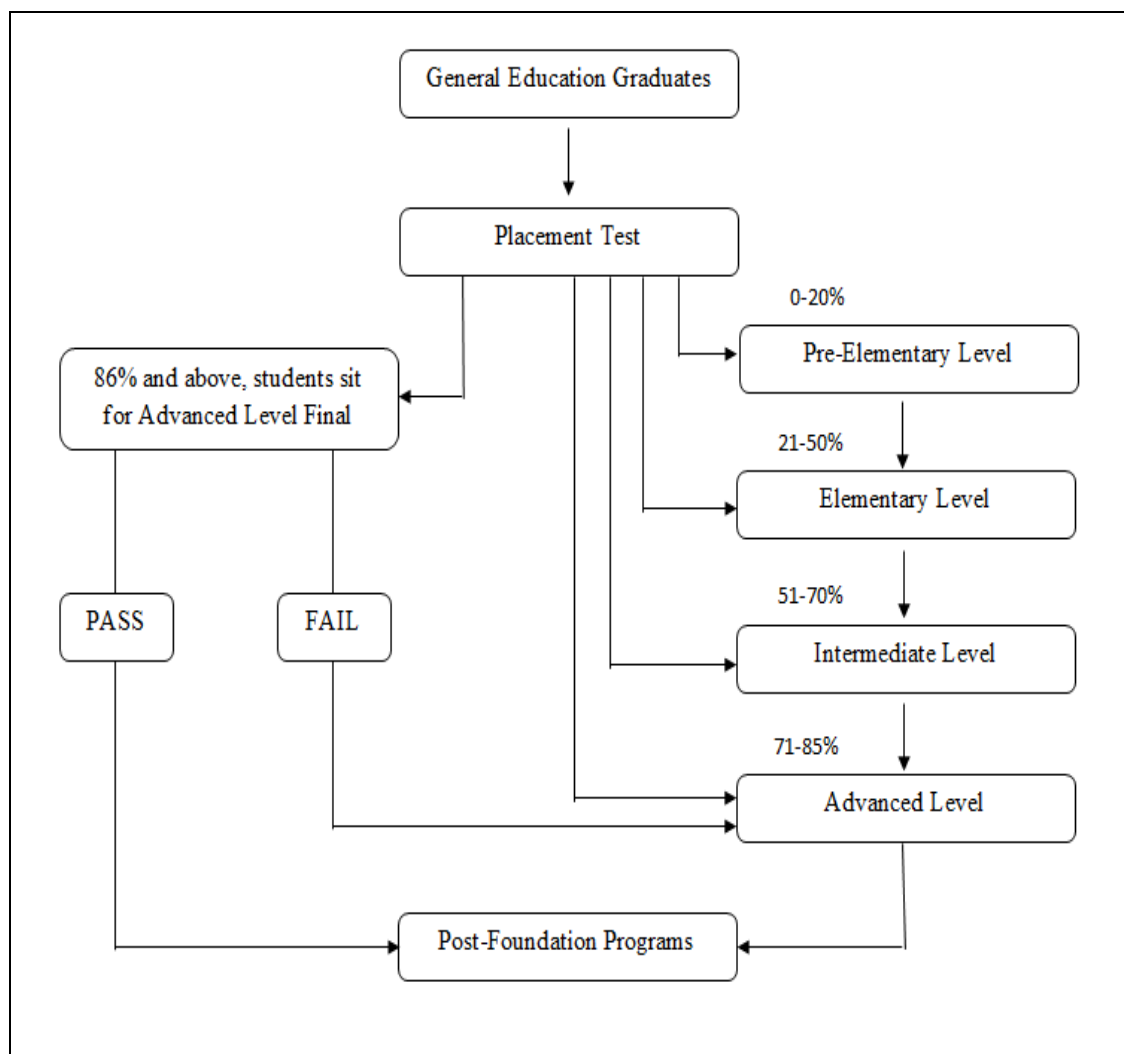 General Education Graduates
Placement Test
0-20%
Pre-Elementary Level
86% and above, students sit
for Advanced Level Final
21-50%
Elementary Level
51-70%
PASS
FAIL
Intermediate Level
71-85%
Advanced Level
Post-Foundation Programs